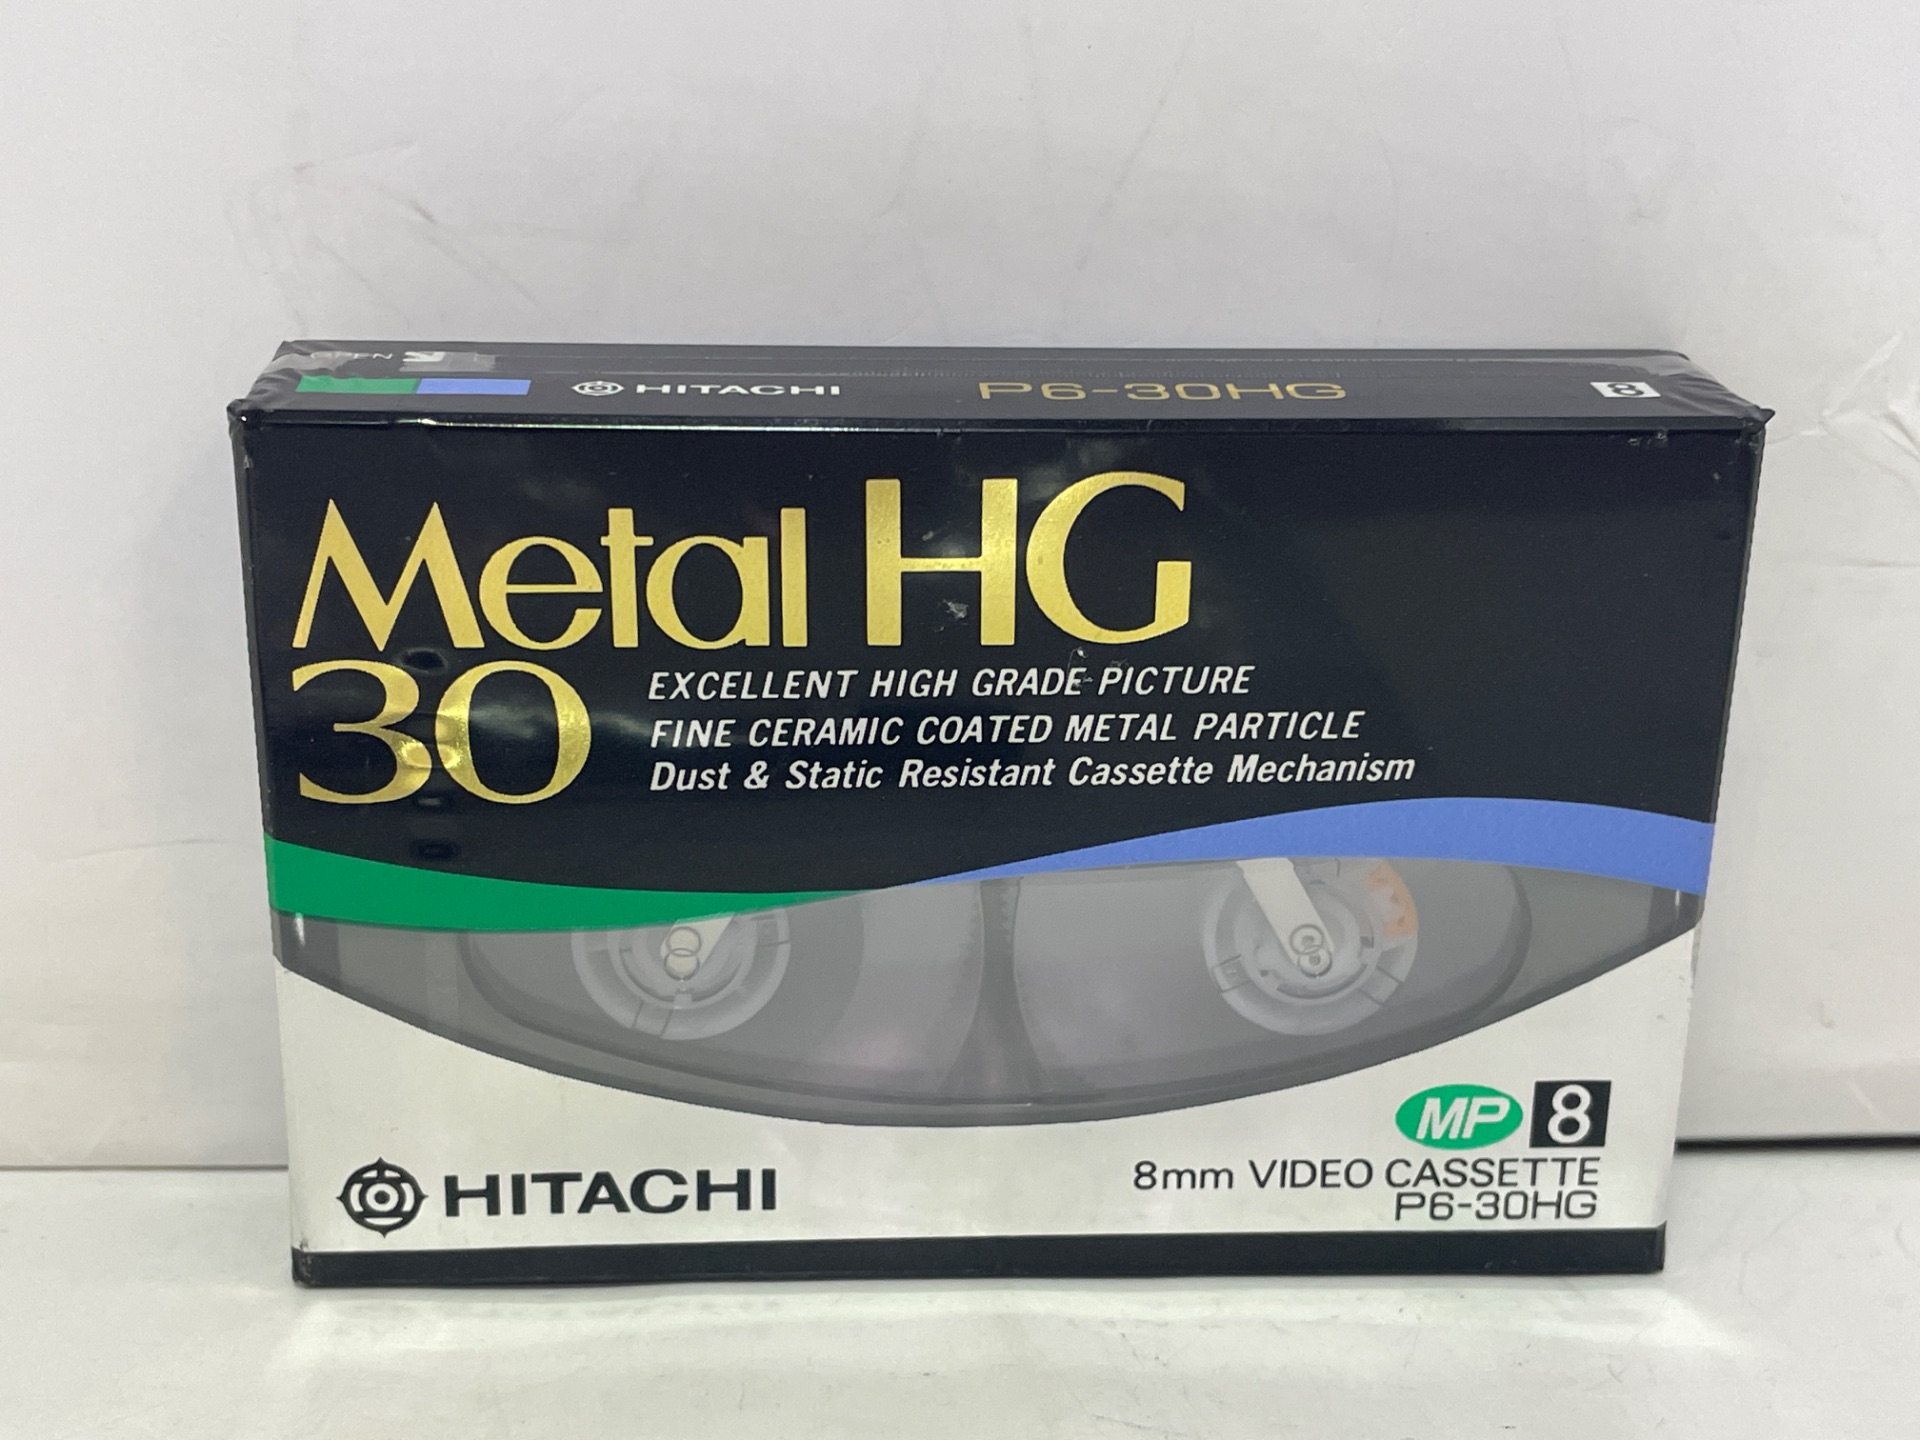 OPEN
HITACHI P6-30HG 8
Metal HG
30
EXCELLENT HIGH GRADE PICTURE
FINE CERAMIC COATED METAL PARTICLE
Dust & Static Resistant Cassette Mechanism
MP 8
8mm VIDEO CASSETTE
P6-30HG
HITACHI